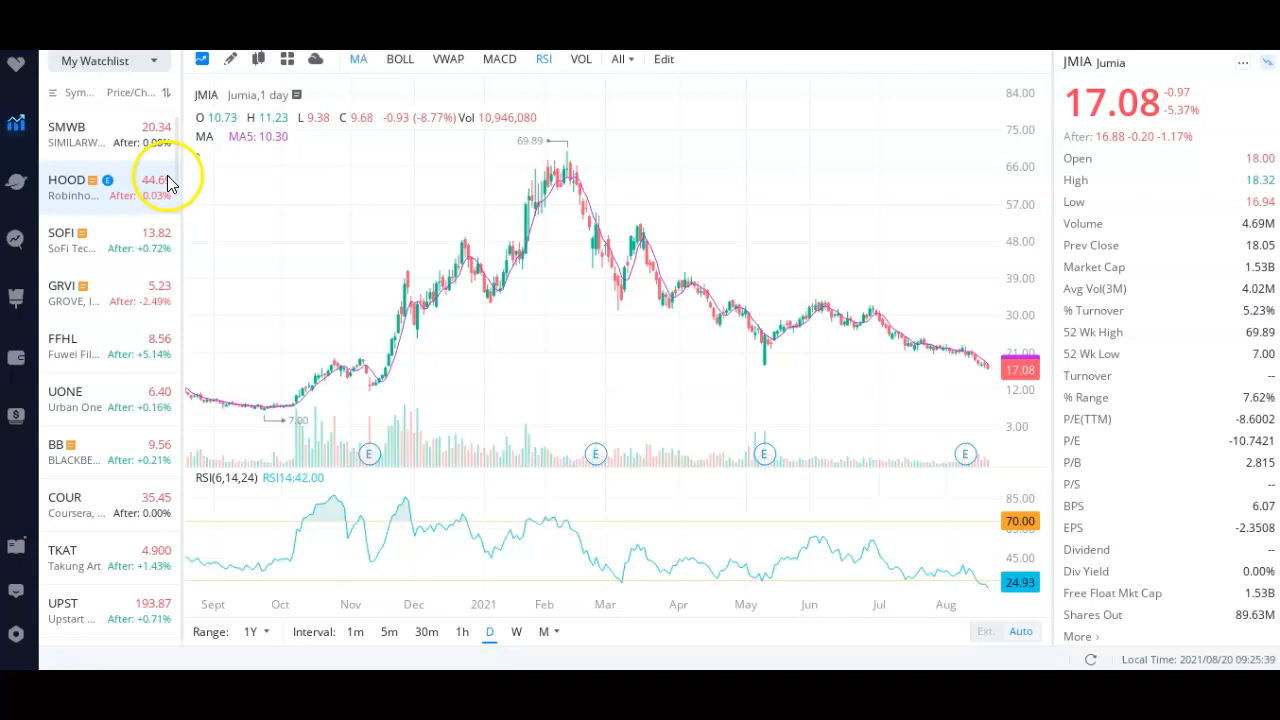 My Watchlist
MA BOLL VWAP MACD RSI VOL All Edit
JMIA Jumia
Sym... Price/Ch...
JMIA Jumia,1 day
84.00
17.08 -0.97
-5.37%
O 10.73 H 11.23 L 9.38 C 9.68 -0.93 (-8.77%) Vol 10,946,080
SMWB 20.34
SIMILARW... After: 0.00%
MA MA5: 10.30
75.00
69.89
After: 16.88 -0.20 -1.17%
Open 18.00
66.00
HOOD E
Robinho... After:
High 18.32
Low 16.94
57.00
Volume 4.69M
SOFI 13.82
SoFi Tec... After: +0.72%
48.00
Prev Close 18.05
Market Cap 1.53B
39.00
GRVI 5.23
GROVE, I... After: -2.49%
Avg Vol(3M) 4.02M
% Turnover 5.23%
30.00
52 Wk High 69.89
FFHL 8.56
Fuwei Fil... After: +5.14%
21.00
52 Wk Low 7.00
17.08
Turnover --
12.00
% Range 7.62%
UONE 6.40
Urban One After: +0.16%
7.00
3.00
P/E(TTM) -8.6002
P/E -10.7421
BB 9.56
BLACKBE... After: +0.21%
E E E E
P/B 2.815
RSI(6,14,24) RSI14:42.00
P/S --
COUR 35.45
Coursera, ... After: 0.00%
85.00
BPS 6.07
70.00
EPS -2.3508
TKAT 4.900
Takung Art After: +1.43%
45.00
Dividend --
Div Yield 0.00%
24.93
Free Float Mkt Cap 1.53B
UPST 193.87
Upstart ... After: +0.71%
Sept Oct Nov Dec 2021 Feb Mar Apr May Jun Jul Aug
Shares Out 89.63M
Range: 1Y Interval: 1m 5m 30m 1h D W M Ext. Auto
More ›
Local Time: 2021/08/20 09:25:39